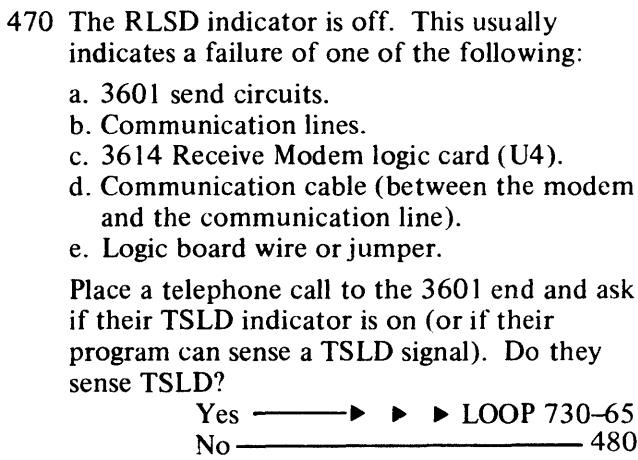 470 The RLSD indicator is off. This usually
indicates a failure of one of the following:
a. 3601 send circuits.
b. Communication lines.
c. 3614 Receive Modem logic card (U4).
d. Communication cable (between the modem
and the communication line).
e. Logic board wire or jumper.
Place a telephone call to the 3601 end and ask
if their TSLD indicator is on (or if their
program can sense a TSLD signal). Do they
sense TSLD?
Yes ► ► ► LOOP 730–65
No 480